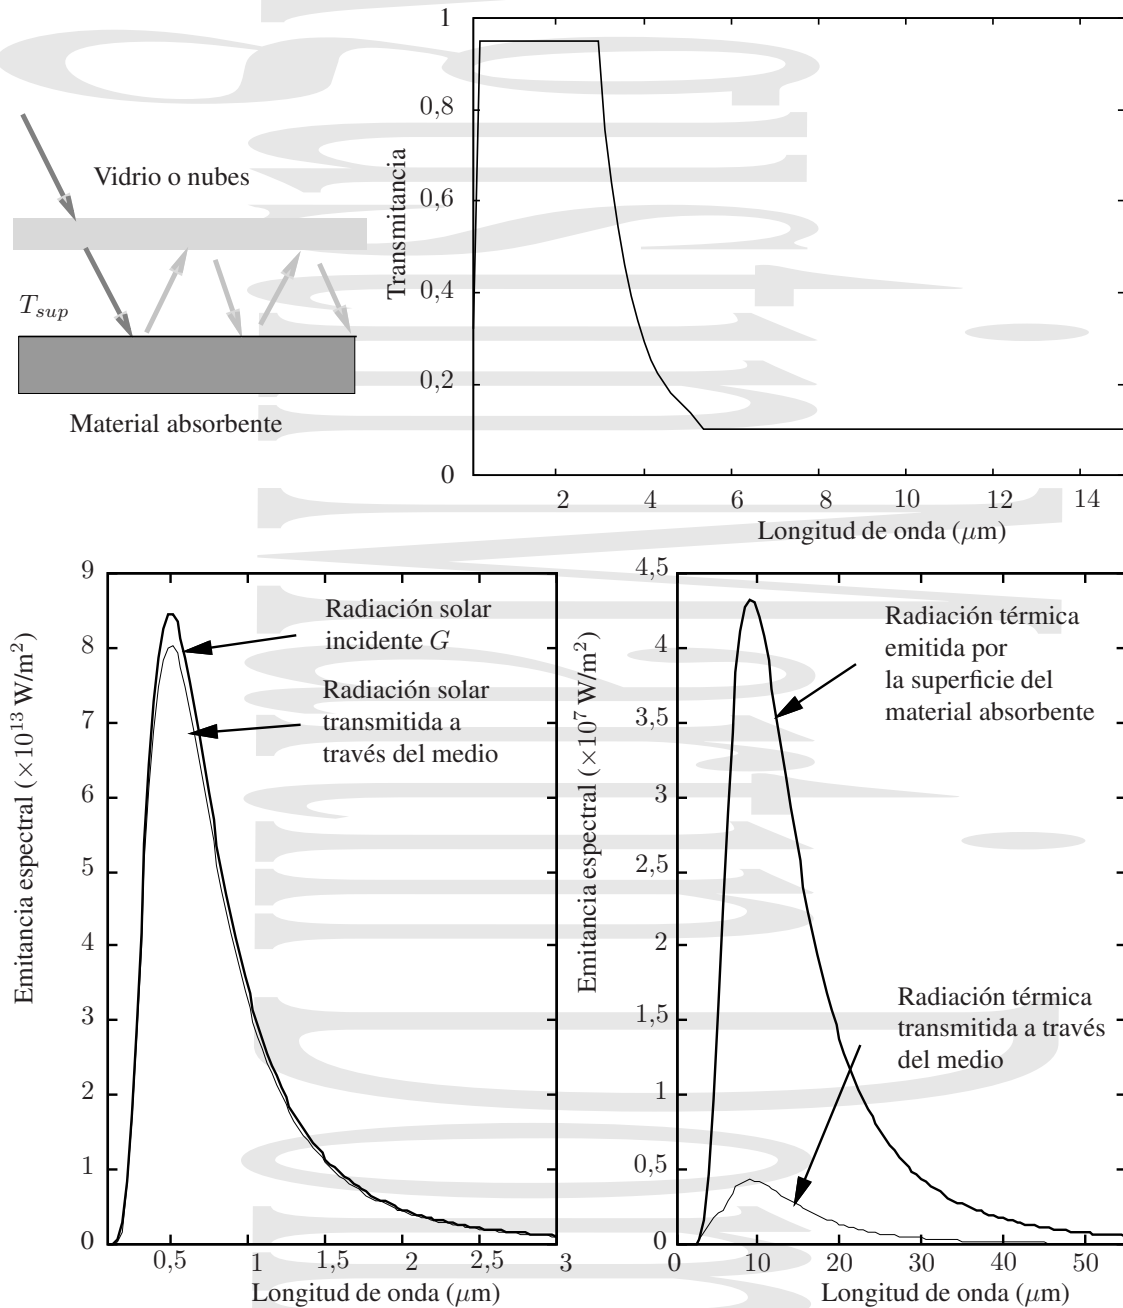 Vidrio o nubes
T_sup
Material absorbente
Transmitancia
1
0,8
0,6
0,4
0,2
0
2 4 6 8 10 12 14
Longitud de onda (μm)
Emitancia espectral (×10^13 W/m²)
9
8
7
6
5
4
3
2
1
0
Radiación solar
incidente G
Radiación solar
transmitida a
través del medio
0,5 1 1,5 2 2,5 3
Longitud de onda (μm)
Emitancia espectral (×10^7 W/m²)
4,5
4
3,5
3
2,5
2
1,5
1
0,5
0
Radiación térmica
emitida por
la superficie del
material absorbente
Radiación térmica
transmitida a través
del medio
0 10 20 30 40 50
Longitud de onda (μm)